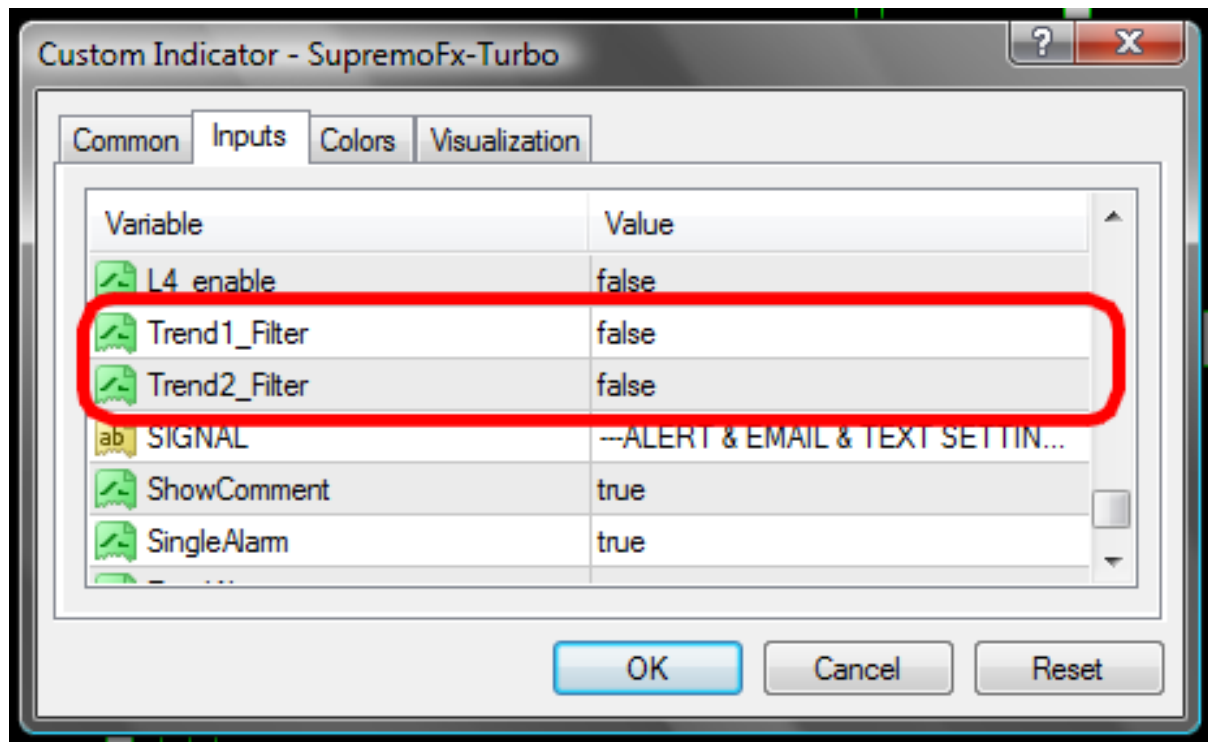 Custom Indicator - SupremoFx-Turbo
? X
Common Inputs Colors Visualization
Variable Value
L4_enable false
Trend1_Filter false
Trend2_Filter false
ab SIGNAL ---ALERT & EMAIL & TEXT SETTIN...
ShowComment true
SingleAlarm true
OK Cancel Reset